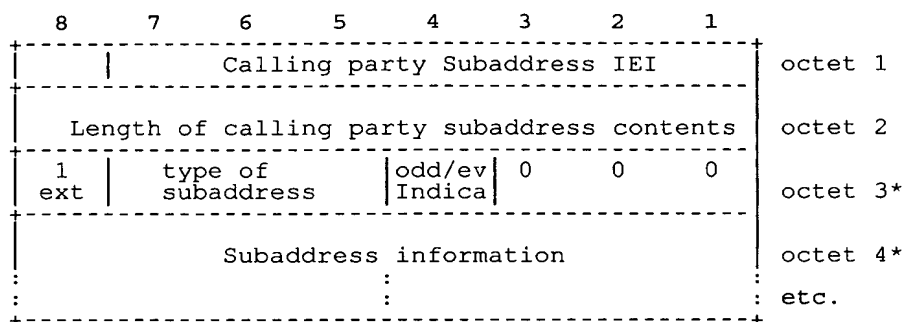 8 7 6 5 4 3 2 1
Calling party Subaddress IEI octet 1
Length of calling party subaddress contents octet 2
1 type of odd/ev 0 0 0
ext subaddress Indica octet 3*
Subaddress information octet 4*
: : : etc.